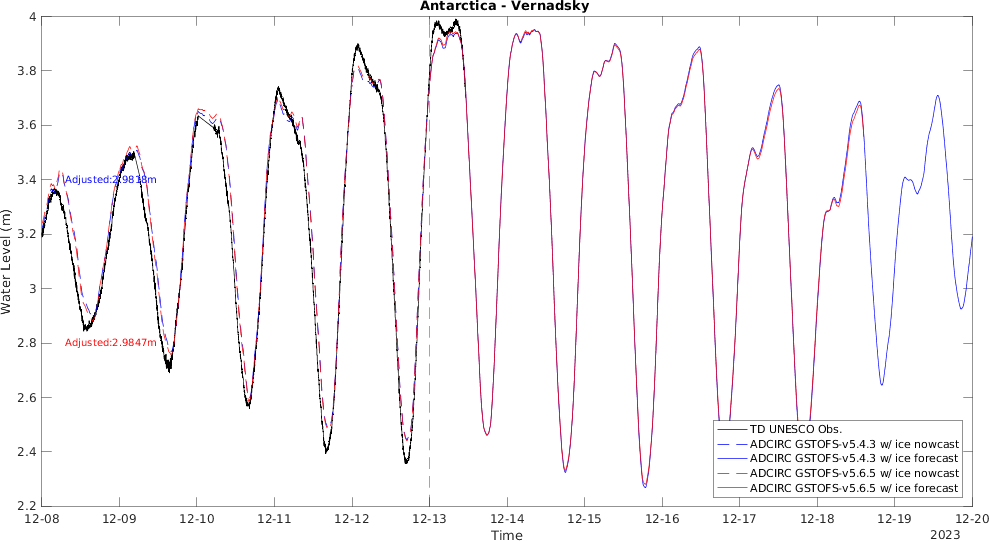 Antarctica - Vernadsky
Water Level (m)
4
3.8
3.6
3.4
3.2
3
2.8
2.6
2.4
2.2
Adjusted:2.9818m
Adjusted:2.9847m
TD UNESCO Obs.
ADCIRC GSTOFS-v5.4.3 w/ ice nowcast
ADCIRC GSTOFS-v5.4.3 w/ ice forecast
ADCIRC GSTOFS-v5.6.5 w/ ice nowcast
ADCIRC GSTOFS-v5.6.5 w/ ice forecast
12-08 12-09 12-10 12-11 12-12 12-13 12-14 12-15 12-16 12-17 12-18 12-19 12-20
Time
2023